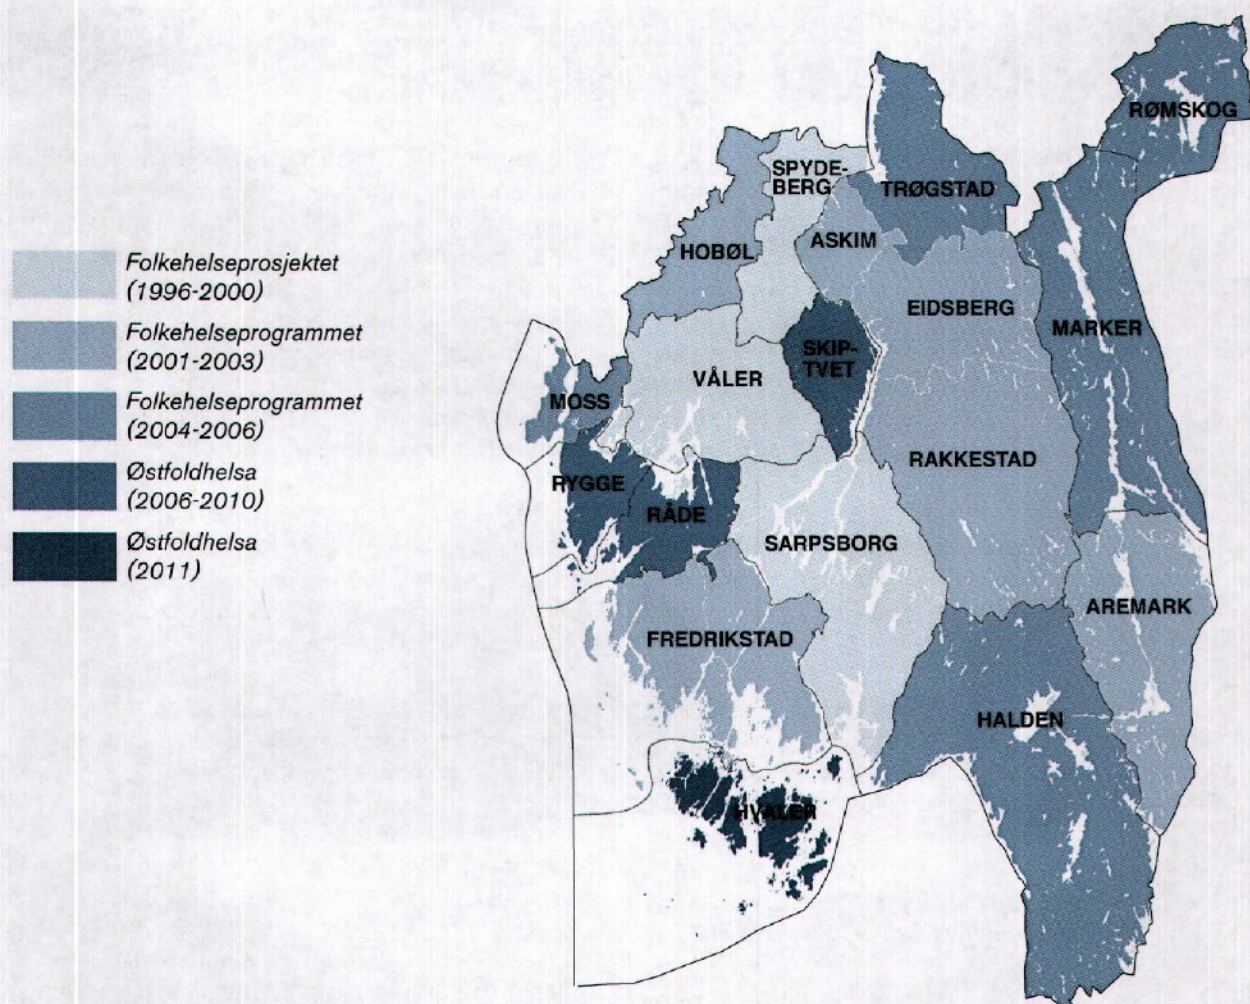 Folkehelseprosjektet
(1996-2000)
Folkehelseprogrammet
(2001-2003)
Folkehelseprogrammet
(2004-2006)
Østfoldhelsa
(2006-2010)
Østfoldhelsa
(2011)
RØMSKOG
SPYDE-
BERG
TRØGSTAD
HOBØL
ASKIM
EIDSBERG
MARKER
SKIP-
TVET
VÅLER
MOSS
RAKKESTAD
RYGGE
RÅDE
SARPSBORG
AREMARK
FREDRIKSTAD
HALDEN
HVALER